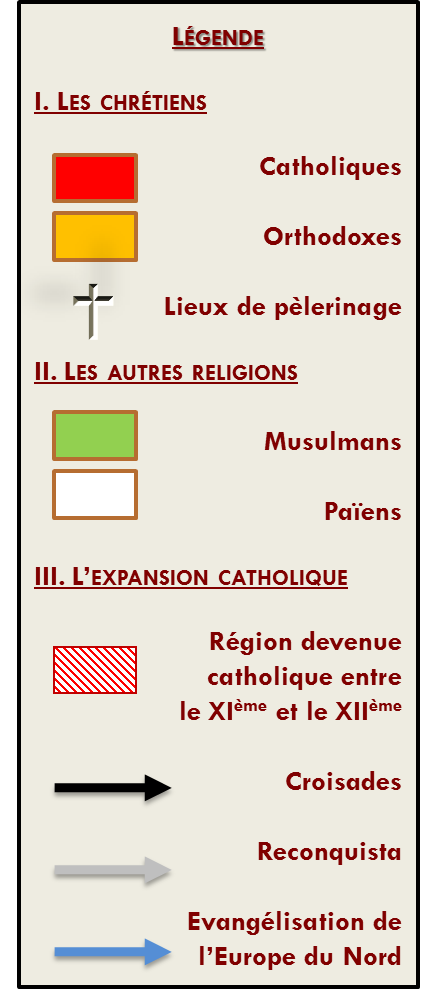 LÉGENDE
I. LES CHRÉTIENS
Catholiques
Orthodoxes
Lieux de pèlerinage
II. LES AUTRES RELIGIONS
Musulmans
Païens
III. L'EXPANSION CATHOLIQUE
Région devenue
catholique entre
le XIème et le XIIème
Croisades
Reconquista
Evangélisation de
l'Europe du Nord